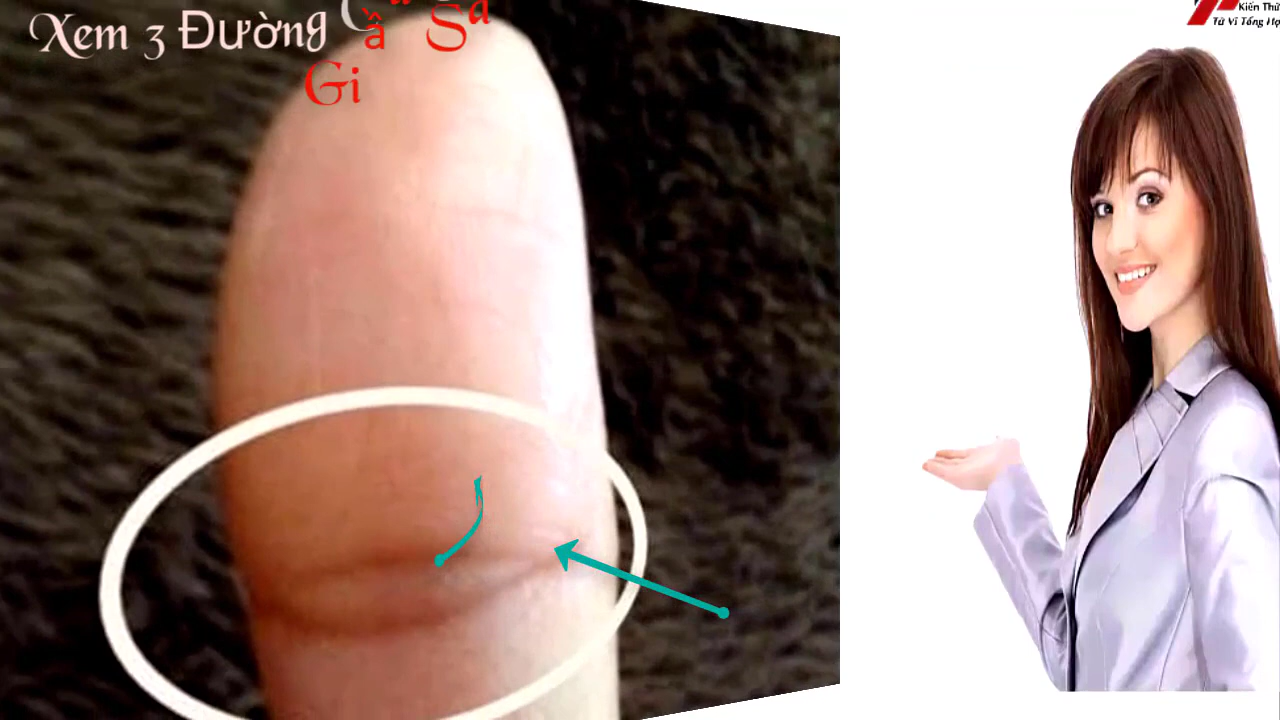 Xem 3 Đường
Gi
Kiến Thứ
Tử Vi Tổng Hợ